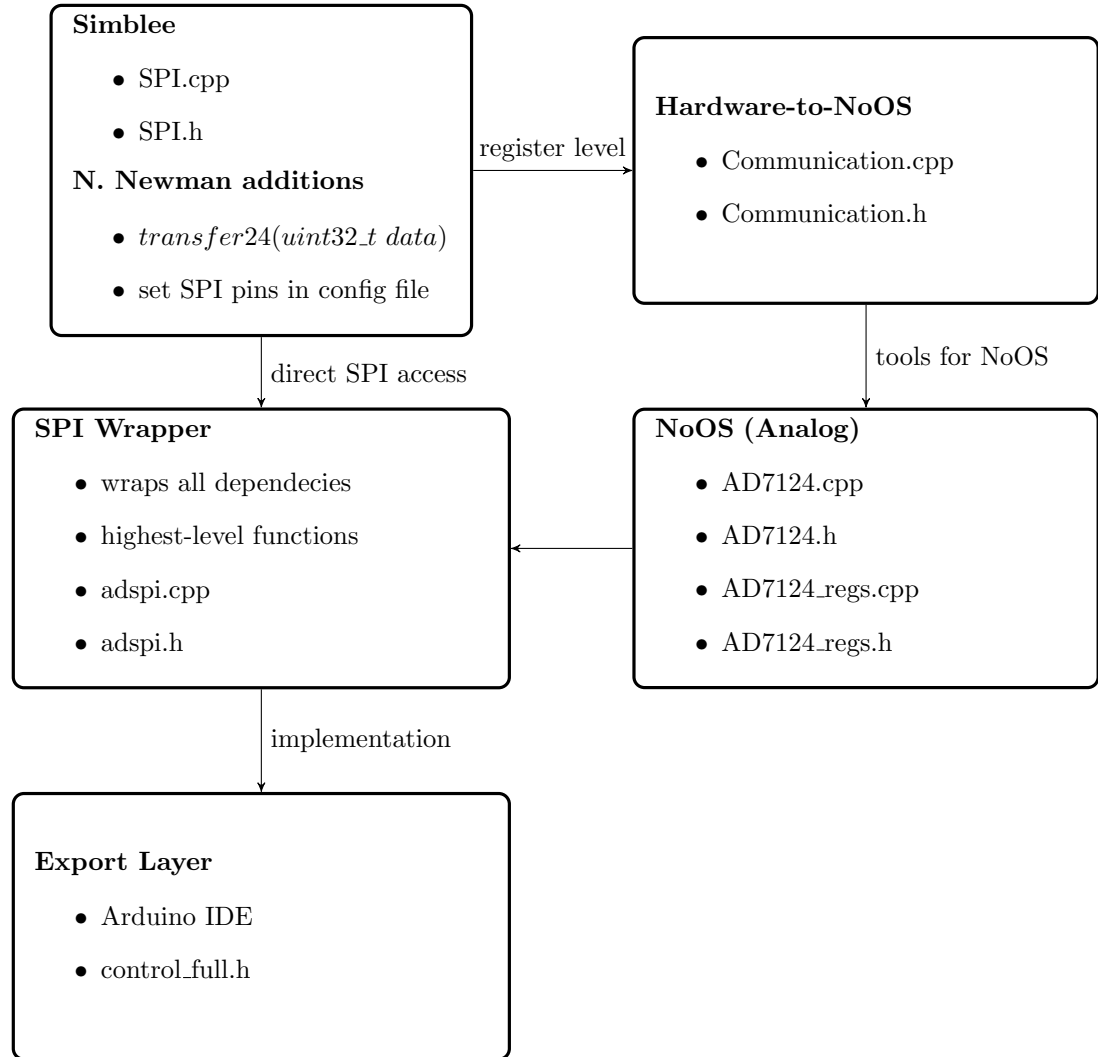 Simblee
• SPI.cpp
• SPI.h
N. Newman additions
• transfer24(uint32_t data)
• set SPI pins in config file
register level
Hardware-to-NoOS
• Communication.cpp
• Communication.h
direct SPI access
tools for NoOS
SPI Wrapper
• wraps all dependecies
• highest-level functions
• adspi.cpp
• adspi.h
NoOS (Analog)
• AD7124.cpp
• AD7124.h
• AD7124_regs.cpp
• AD7124_regs.h
implementation
Export Layer
• Arduino IDE
• control_full.h